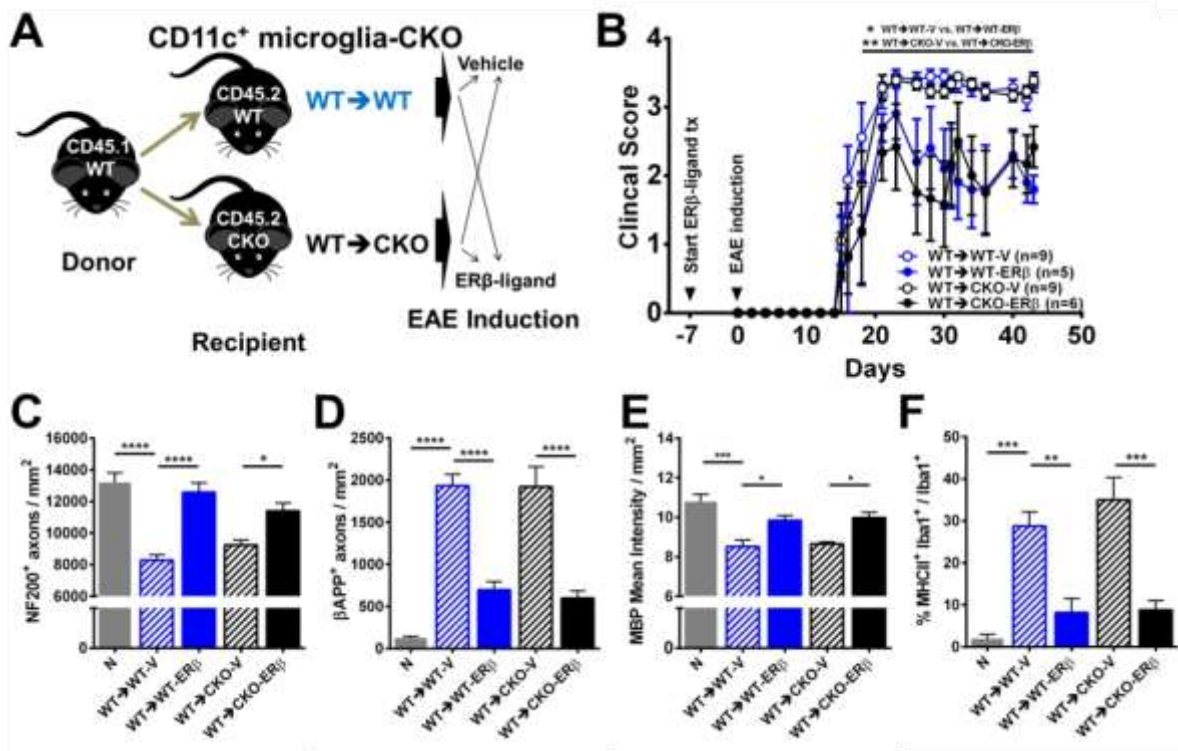 A
CD11c⁺ microglia-CKO
CD45.1
WT
Donor
CD45.2
WT
CD45.2
CKO
Recipient
WT➔WT
WT➔CKO
Vehicle
ERβ-ligand
EAE Induction
B
* WT➔WT-V vs. WT➔WT-ERβ
** WT➔CKO-V vs. WT➔CKO-ERβ
Clincal Score
4
3
2
1
0
Start ERβ-ligand tx
EAE induction
WT➔WT-V (n=9)
WT➔WT-ERβ (n=5)
WT➔CKO-V (n=9)
WT➔CKO-ERβ (n=6)
-7 0 10 20 30 40 50
Days
C
NF200⁺ axons / mm²
16000
14000
12000
10000
8000
6000
0
**** **** *
N
WT➔WT-V
WT➔WT-ERβ
WT➔CKO-V
WT➔CKO-ERβ
D
βAPP⁺ axons / mm²
2500
2000
1500
1000
500
0
**** **** ****
N
WT➔WT-V
WT➔WT-ERβ
WT➔CKO-V
WT➔CKO-ERβ
E
MBP Mean Intensity / mm²
14
12
10
8
6
0
*** * *
N
WT➔WT-V
WT➔WT-ERβ
WT➔CKO-V
WT➔CKO-ERβ
F
% MHCII⁺ Iba1⁺ / Iba1⁺
50
40
30
20
10
0
*** ** ***
N
WT➔WT-V
WT➔WT-ERβ
WT➔CKO-V
WT➔CKO-ERβ